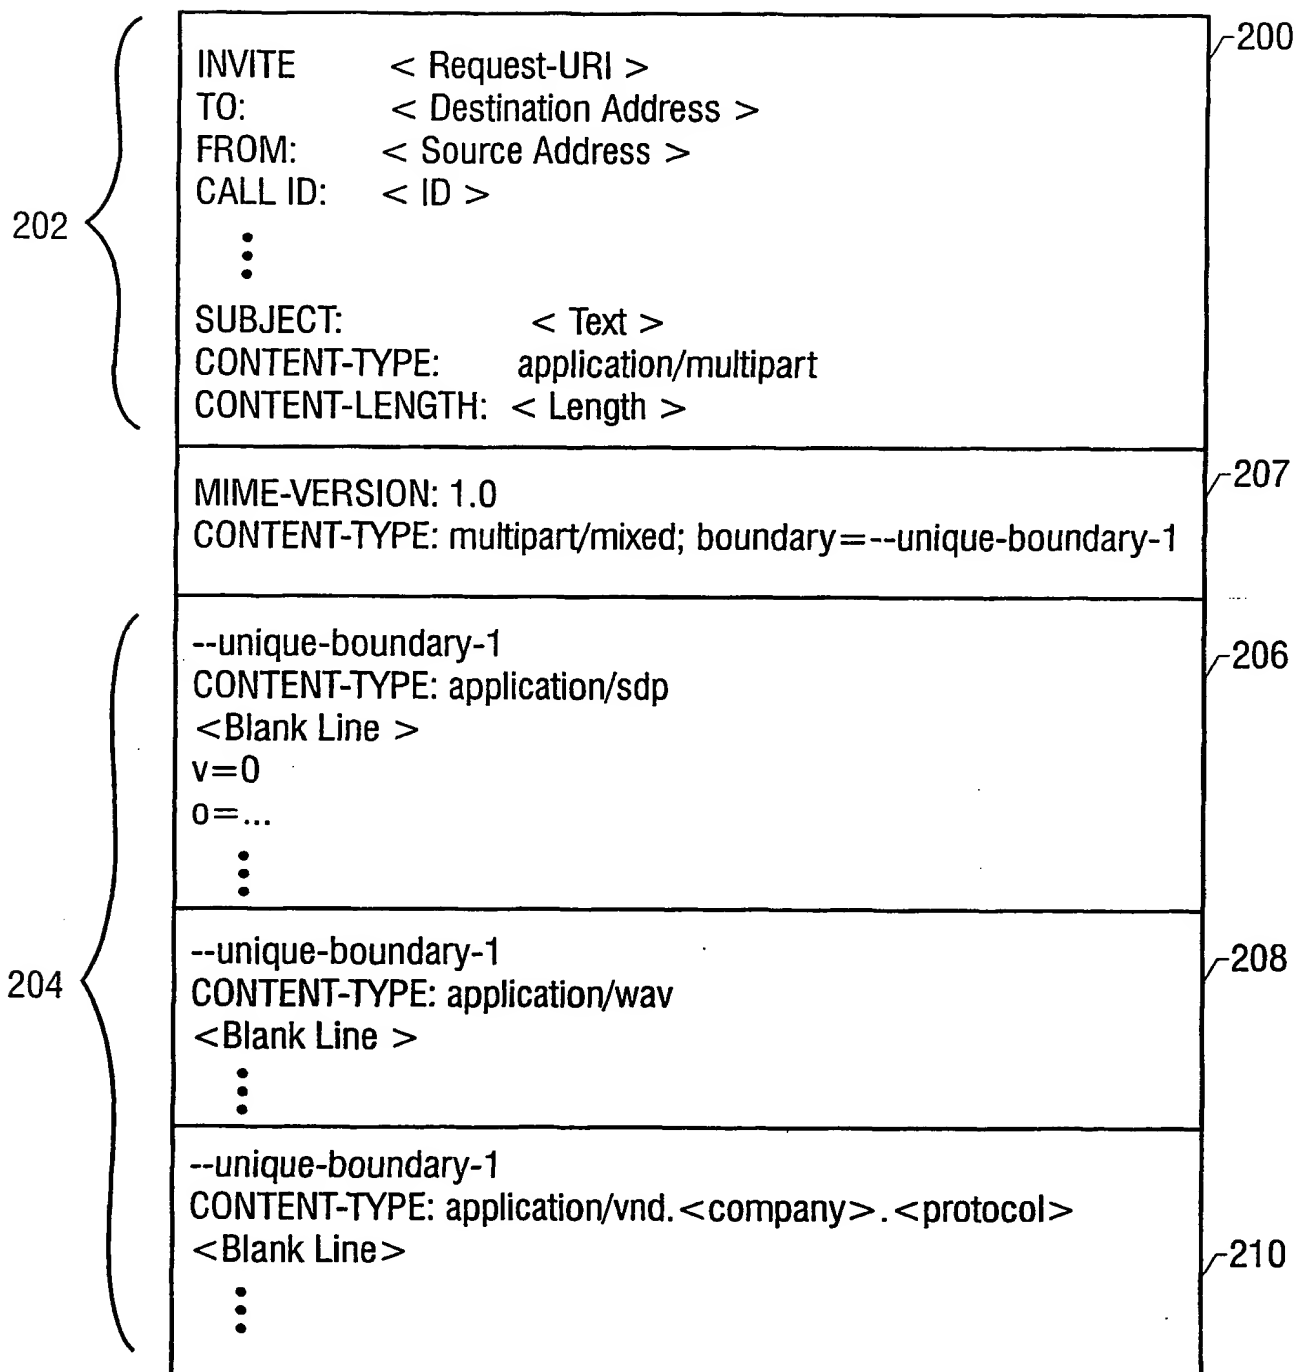 200
INVITE < Request-URI >
TO: < Destination Address >
FROM: < Source Address >
CALL ID: < ID >
202
SUBJECT: < Text >
CONTENT-TYPE: application/multipart
CONTENT-LENGTH: < Length >
207
MIME-VERSION: 1.0
CONTENT-TYPE: multipart/mixed; boundary=--unique-boundary-1
--unique-boundary-1
206
CONTENT-TYPE: application/sdp
<Blank Line >
v=0
o=...
--unique-boundary-1
208
204
CONTENT-TYPE: application/wav
<Blank Line >
--unique-boundary-1
CONTENT-TYPE: application/vnd.<company>.<protocol>
<Blank Line>
210